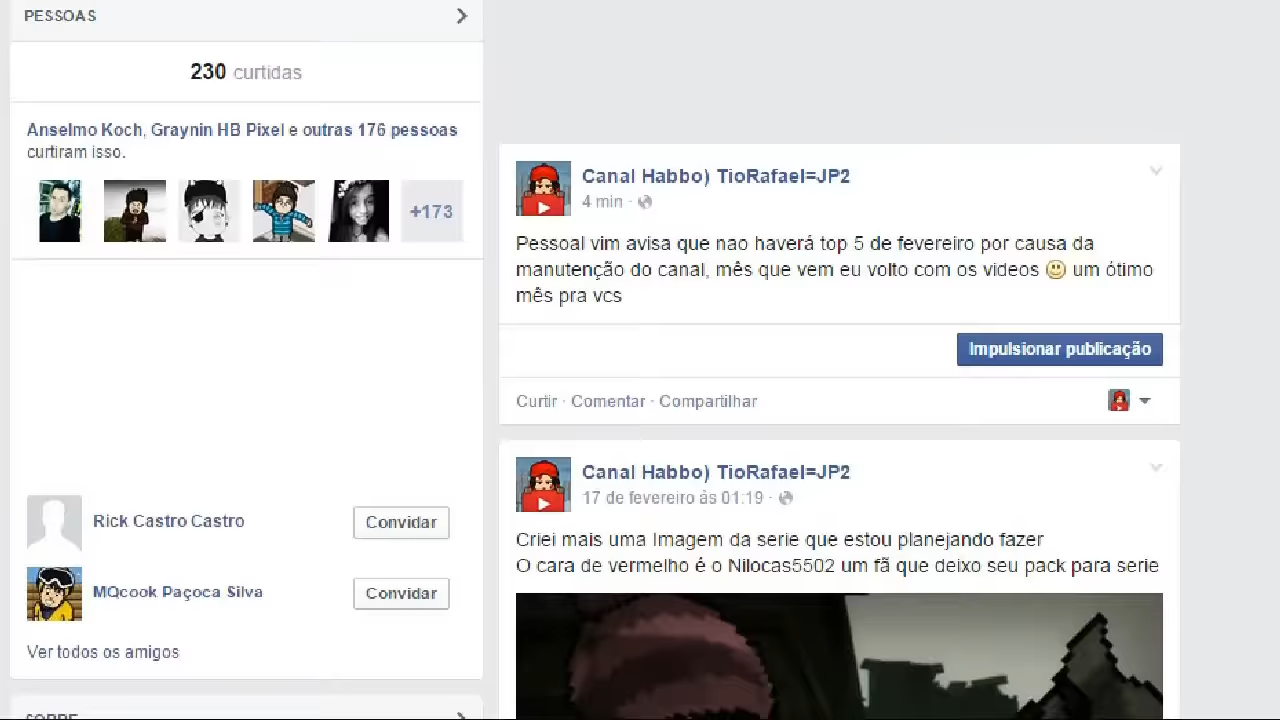 PESSOAS
230 curtidas
Anselmo Koch, Graynin HB Pixel e outras 176 pessoas
curtiram isso.
+173
Rick Castro Castro
Convidar
MQcook Paçoca Silva
Convidar
Ver todos os amigos
SOBRE
Canal Habbo) TioRafael=JP2
4 min ·
Pessoal vim avisa que nao haverá top 5 de fevereiro por causa da
manutenção do canal, mês que vem eu volto com os videos 🙂 um ótimo
mês pra vcs
Impulsionar publicação
Curtir · Comentar · Compartilhar
Canal Habbo) TioRafael=JP2
17 de fevereiro às 01:19 ·
Criei mais uma Imagem da serie que estou planejando fazer
O cara de vermelho é o Nilocas5502 um fã que deixo seu pack para serie